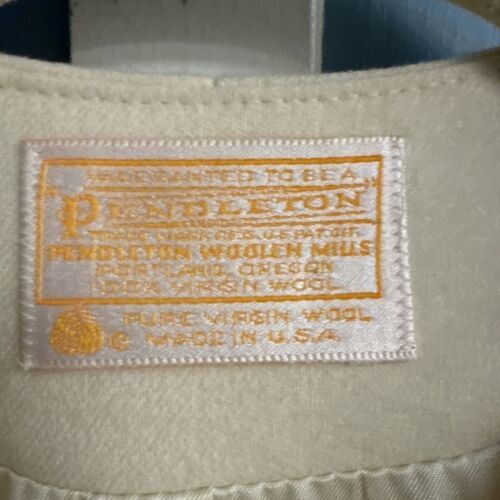 WARRANTED TO BE A
"PENDLETON"
TRADE MARK REG. U.S. PAT. OFF.
PENDLETON WOOLEN MILLS
PORTLAND, OREGON
100% VIRGIN WOOL
PURE VIRGIN WOOL
© MADE IN U.S.A.